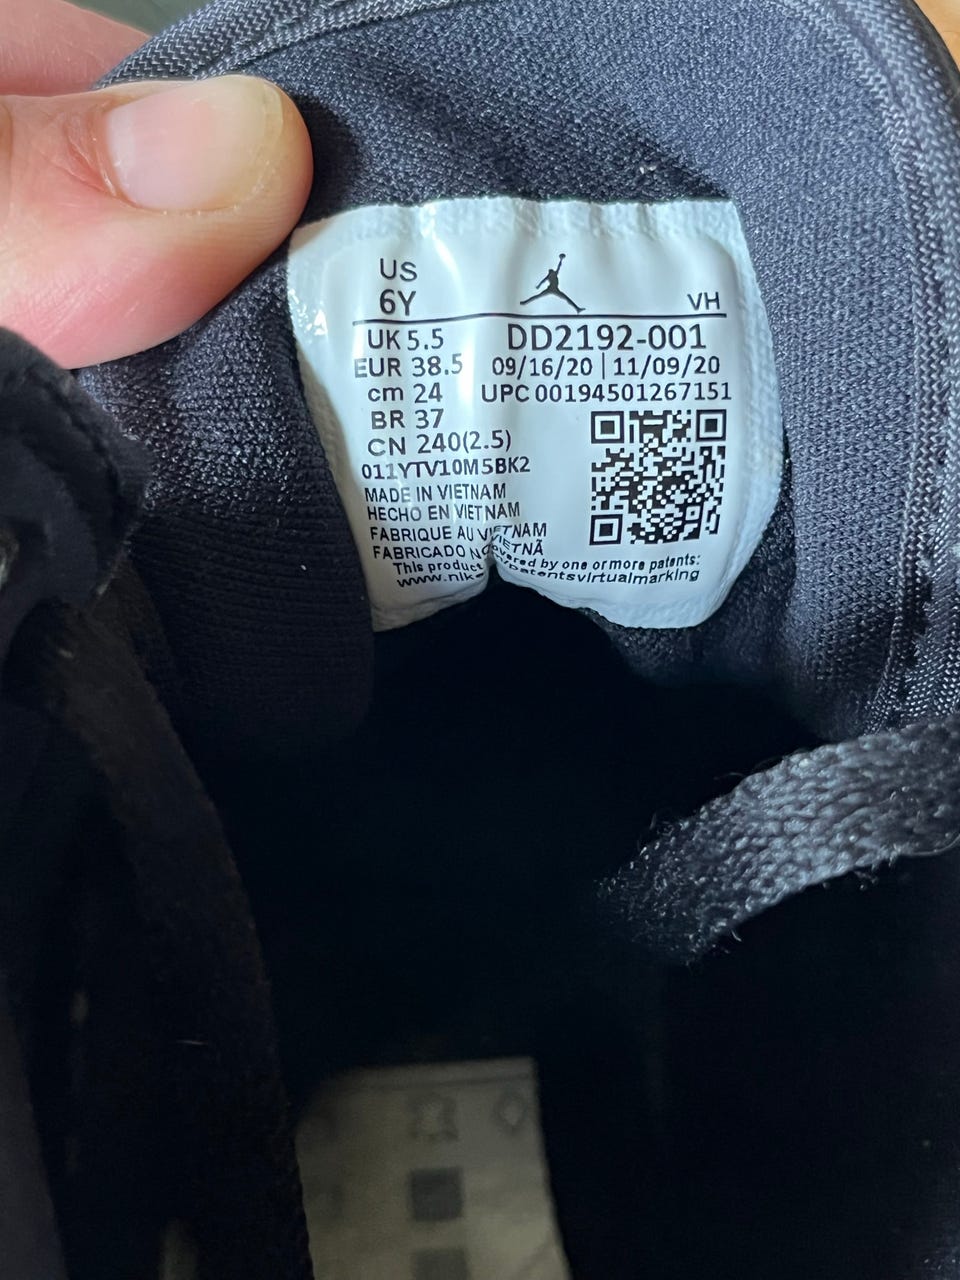 US
6Y
VH
UK 5.5 DD2192-001
EUR 38.5 09/16/20 | 11/09/20
cm 24 UPC 00194501267151
BR 37
CN 240(2.5)
011YTV10M5BK2
MADE IN VIETNAM
HECHO EN VIETNAM
FABRIQUE AU VIETNAM
FABRICADO NO VIETNÃ
This product overed by one or more patents:
www.nik /patentsvirtualmarking